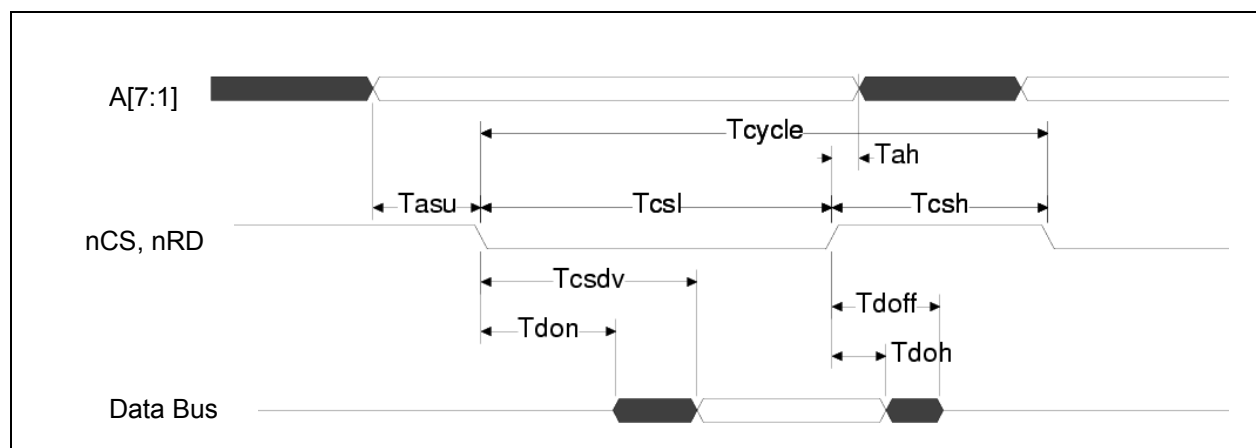 A[7:1]
Tcycle
Tah
Tasu
Tcsl
Tcsh
nCS, nRD
Tcsdv
Tdoff
Tdon
Tdoh
Data Bus